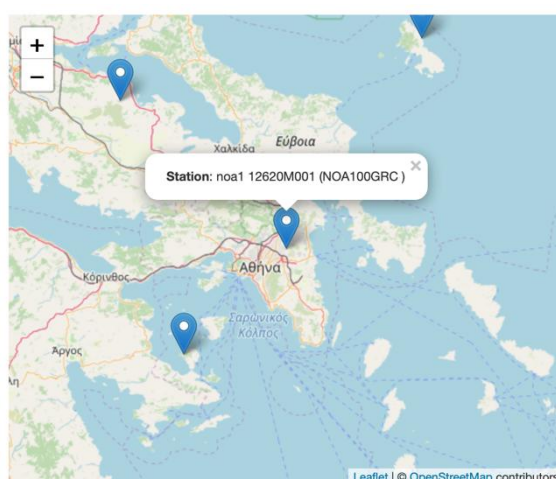 +
−
Χαλκίδα
Εύβοια
Station: noa1 12620M001 (NOA100GRC )
×
Αθήνα
Κόρινθος
Σαρωνικός
Κόλπος
Άργος
Leaflet | © OpenStreetMap contributors